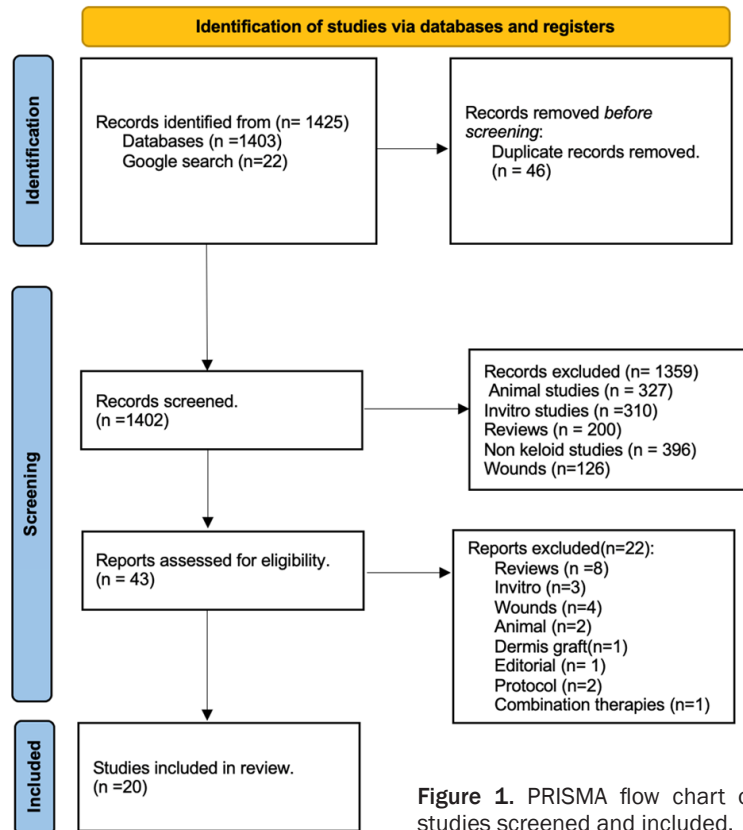 Identification of studies via databases and registers
Identification
Records identified from (n= 1425)
Databases (n =1403)
Google search (n=22)
Records removed before
screening:
Duplicate records removed.
(n = 46)
Screening
Records screened.
(n =1402)
Records excluded (n= 1359)
Animal studies (n = 327)
Invitro studies (n =310)
Reviews (n = 200)
Non keloid studies (n = 396)
Wounds (n=126)
Reports assessed for eligibility.
(n = 43)
Reports excluded(n=22):
Reviews (n =8)
Invitro (n=3)
Wounds (n=4)
Animal (n=2)
Dermis graft(n=1)
Editorial (n= 1)
Protocol (n=2)
Combination therapies (n=1)
Included
Studies included in review.
(n =20)
Figure 1. PRISMA flow chart
studies screened and included.